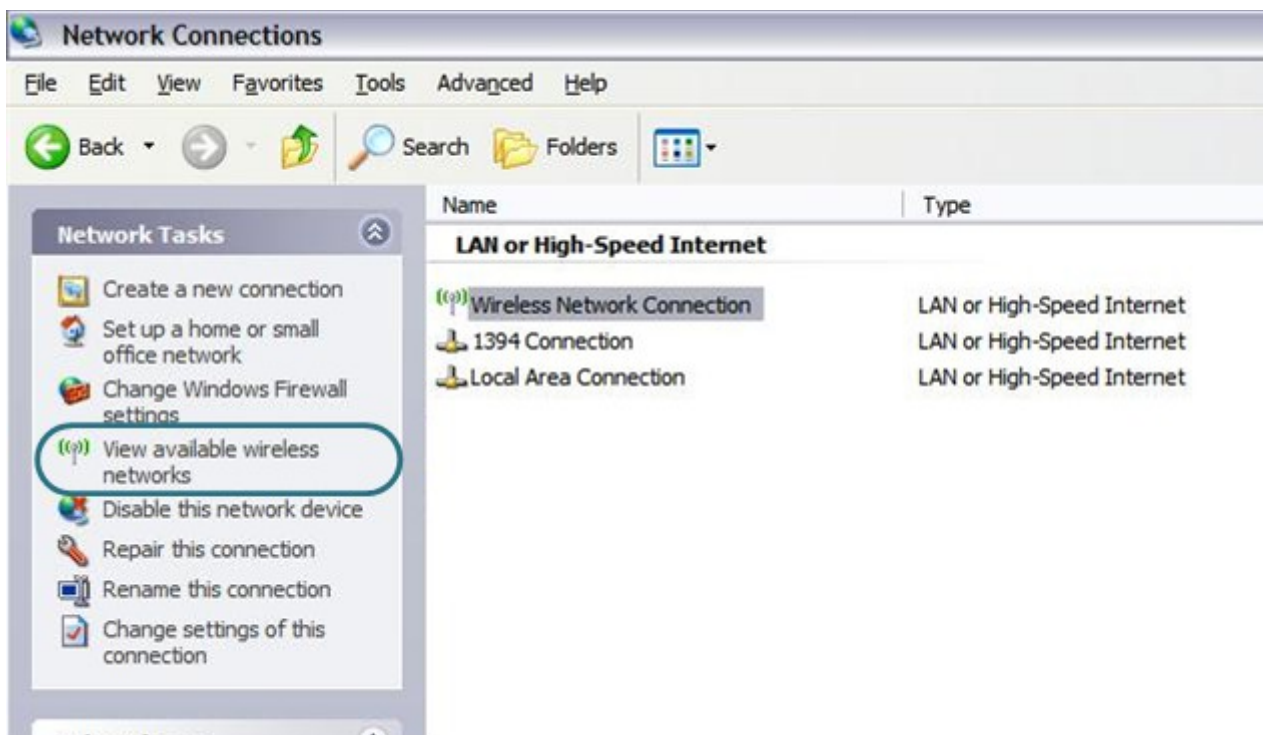 Network Connections
File Edit View Favorites Tools Advanced Help
Back Search Folders
Network Tasks
Create a new connection
Set up a home or small
office network
Change Windows Firewall
settings
View available wireless
networks
Disable this network device
Repair this connection
Rename this connection
Change settings of this
connection
Name Type
LAN or High-Speed Internet
Wireless Network Connection LAN or High-Speed Internet
1394 Connection LAN or High-Speed Internet
Local Area Connection LAN or High-Speed Internet